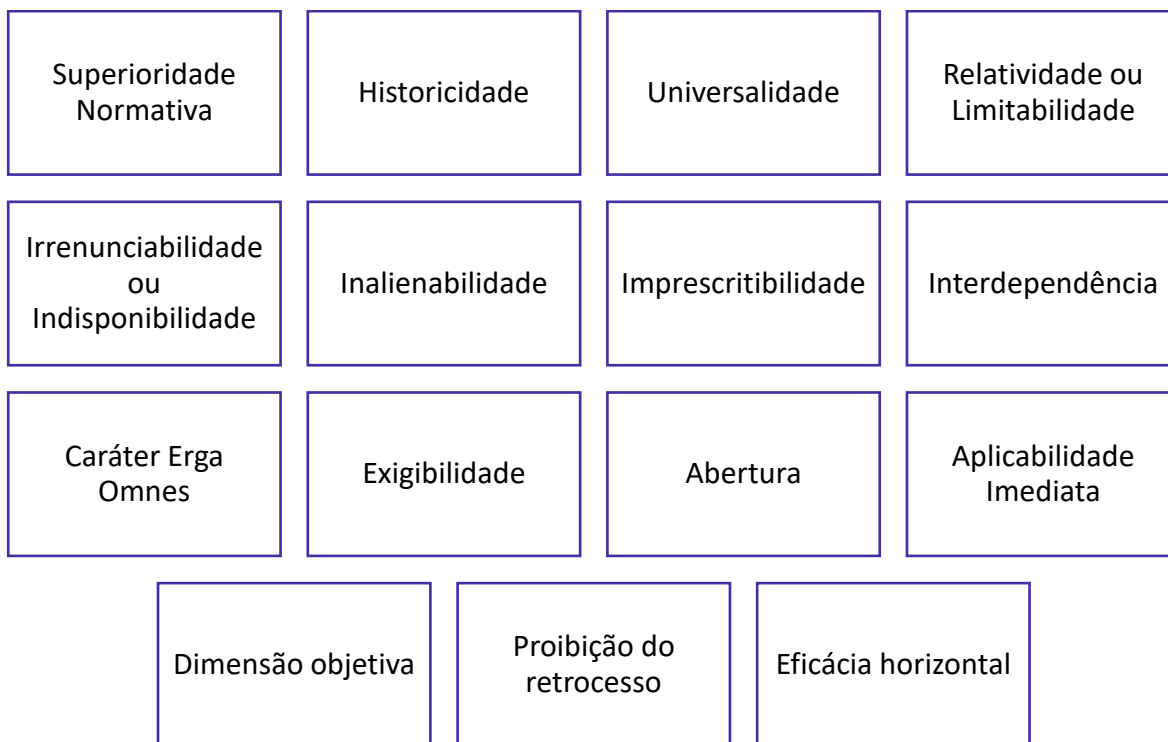 Superioridade
Normativa
Historicidade
Universalidade
Relatividade ou
Limitabilidade
Irrenunciabilidade
ou
Indisponibilidade
Inalienabilidade
Imprescritibilidade
Interdependência
Caráter Erga
Omnes
Exigibilidade
Abertura
Aplicabilidade
Imediata
Dimensão objetiva
Proibição do
retrocesso
Eficácia horizontal